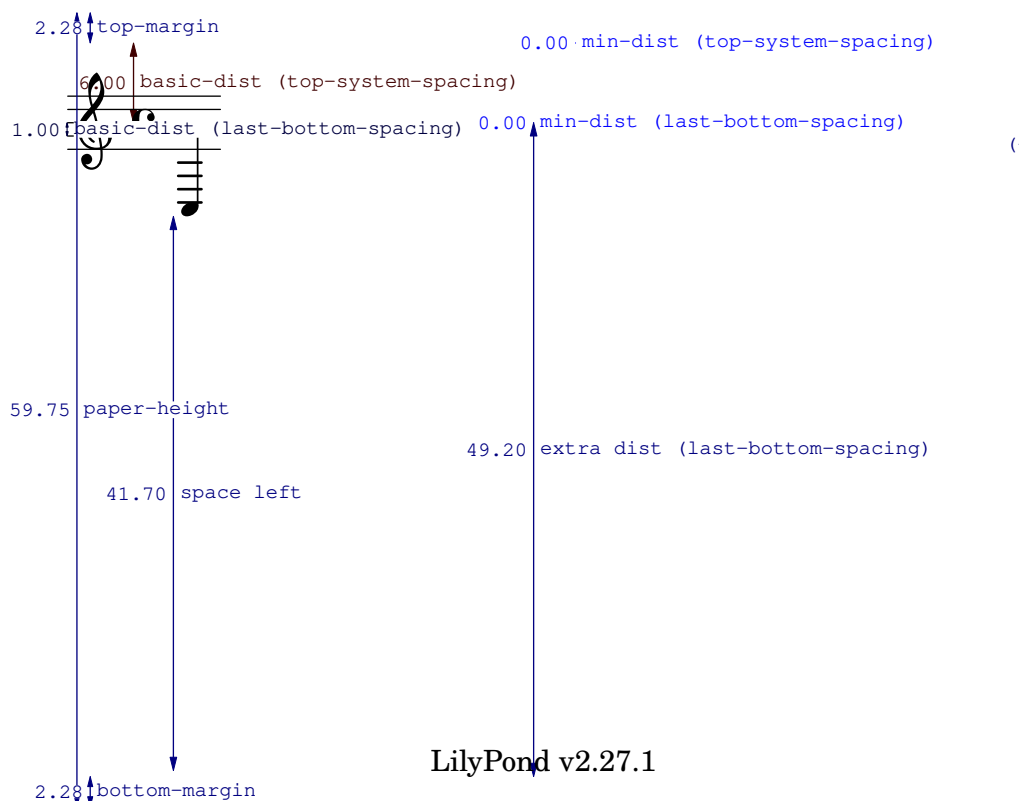 2.28 top-margin
0.00 min-dist (top-system-spacing)
6.00 basic-dist (top-system-spacing)
1.00 basic-dist (last-bottom-spacing)
0.00 min-dist (last-bottom-spacing)
(
59.75 paper-height
49.20 extra dist (last-bottom-spacing)
41.70 space left
LilyPond v2.27.1
2.28 bottom-margin